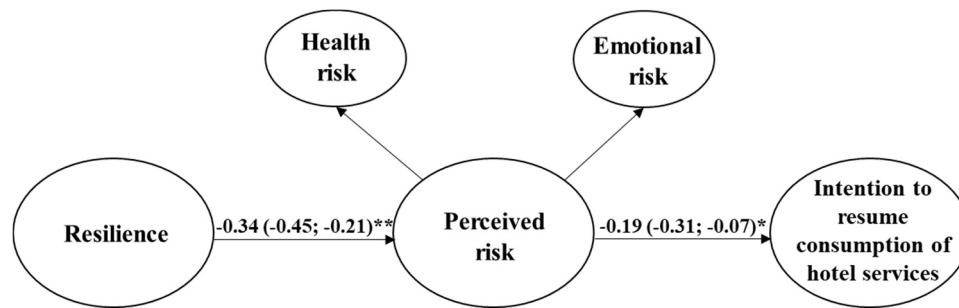 Health
risk
Emotional
risk
Resilience
-0.34 (-0.45; -0.21)**
Perceived
risk
-0.19 (-0.31; -0.07)*
Intention to
resume
consumption of
hotel services